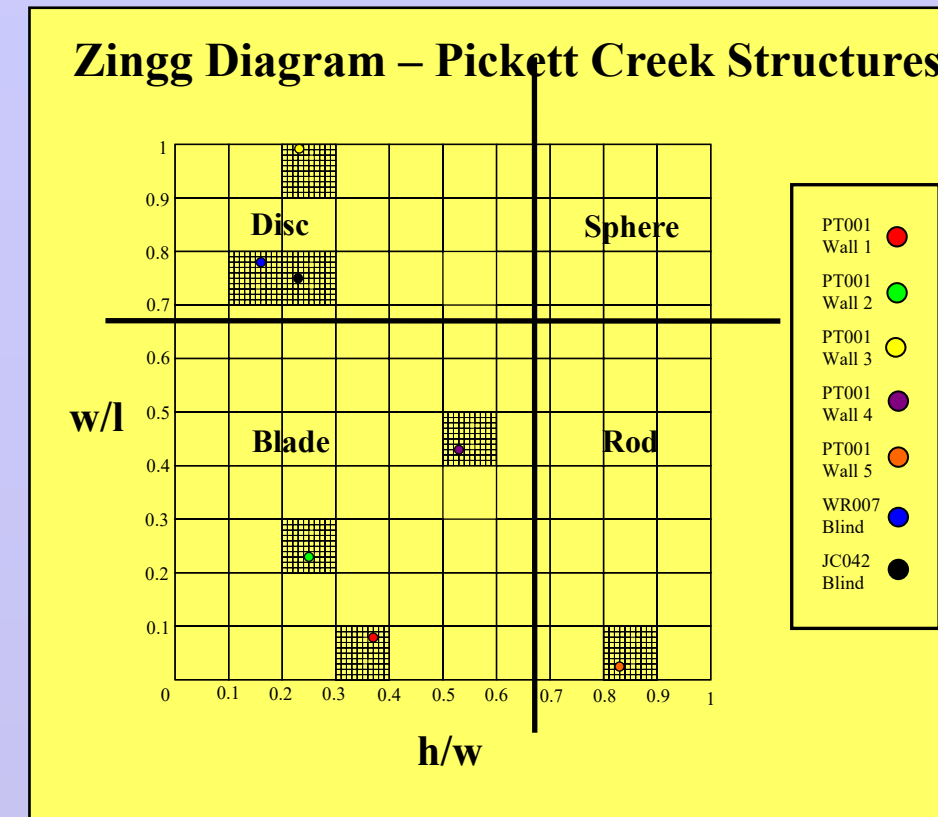 Zingg Diagram – Pickett Creek Structures
1
0.9
Disc
Sphere
0.8
0.7
0.6
w/l
0.5
Blade
Rod
0.4
0.3
0.2
0.1
0 0.1 0.2 0.3 0.4 0.5 0.6 0.7 0.8 0.9 1
h/w
PT001
Wall 1
PT001
Wall 2
PT001
Wall 3
PT001
Wall 4
PT001
Wall 5
WR007
Blind
JC042
Blind